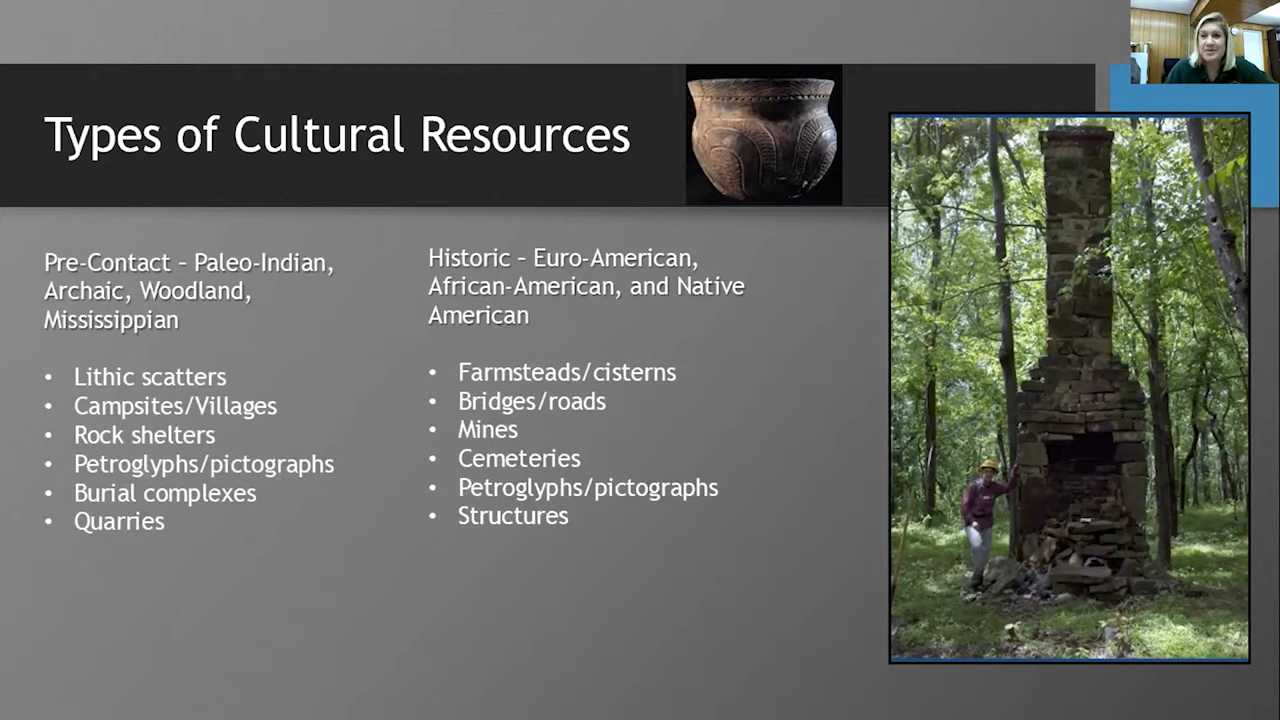 Types of Cultural Resources
Pre-Contact – Paleo-Indian,
Archaic, Woodland,
Mississippian
• Lithic scatters
• Campsites/Villages
• Rock shelters
• Petroglyphs/pictographs
• Burial complexes
• Quarries
Historic – Euro-American,
African-American, and Native
American
• Farmsteads/cisterns
• Bridges/roads
• Mines
• Cemeteries
• Petroglyphs/pictographs
• Structures